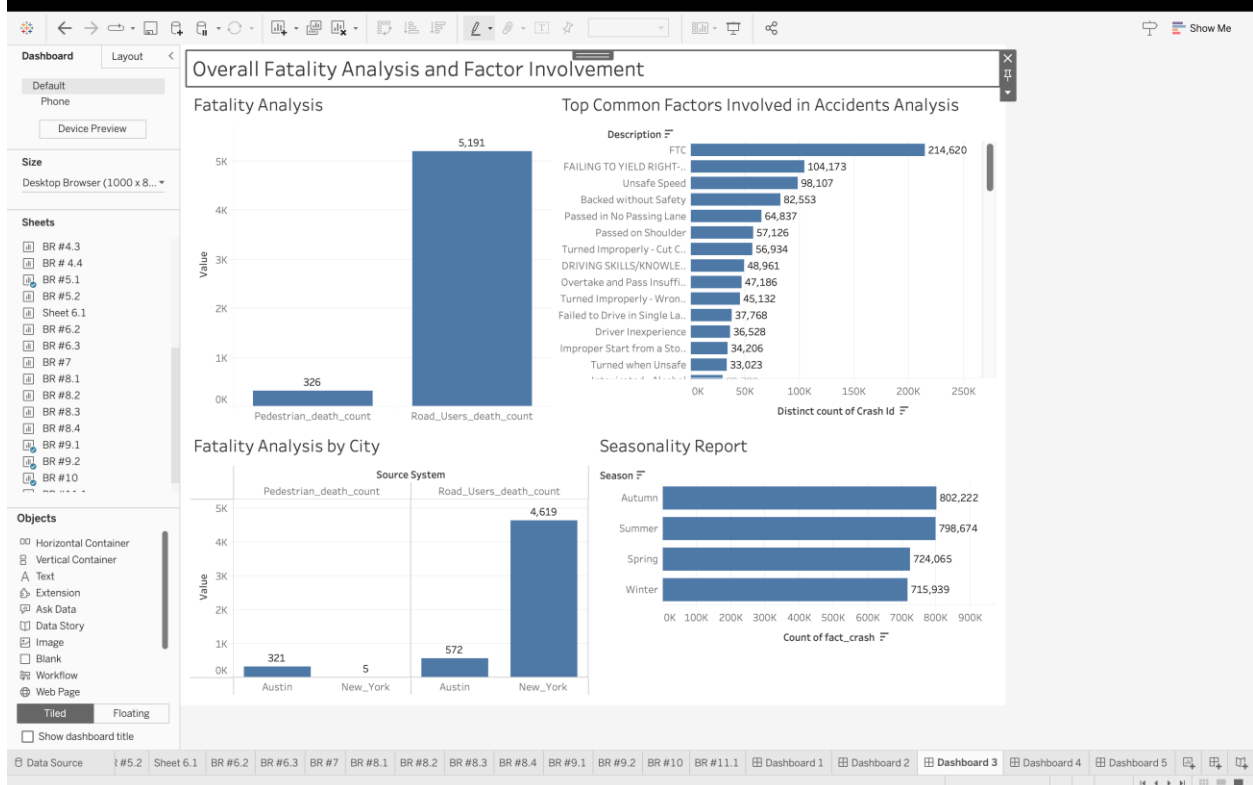 Show Me
Dashboard
Layout
Default
Phone
Device Preview
Size
Desktop Browser (1000 x 8...
Sheets
BR #4.3
BR # 4.4
BR #5.1
BR #5.2
Sheet 6.1
BR #6.2
BR #6.3
BR #7
BR #8.1
BR #8.2
BR #8.3
BR #8.4
BR #9.1
BR #9.2
BR #10
Objects
Horizontal Container
Vertical Container
A Text
Extension
Ask Data
Data Story
Image
Blank
Workflow
Web Page
Tiled
Floating
Show dashboard title
Overall Fatality Analysis and Factor Involvement
Fatality Analysis
Value
5K
4K
3K
2K
1K
0K
326
5,191
Pedestrian_death_count
Road_Users_death_count
Top Common Factors Involved in Accidents Analysis
Description
FTC 214,620
FAILING TO YIELD RIGHT-.. 104,173
Unsafe Speed 98,107
Backed without Safety 82,553
Passed in No Passing Lane 64,837
Passed on Shoulder 57,126
Turned Improperly - Cut C.. 56,934
DRIVING SKILLS/KNOWLE.. 48,961
Overtake and Pass Insuffi.. 47,186
Turned Improperly - Wron.. 45,132
Failed to Drive in Single La.. 37,768
Driver Inexperience 36,528
Improper Start from a Sto.. 34,206
Turned when Unsafe 33,023
0K 50K 100K 150K 200K 250K
Distinct count of Crash Id
Fatality Analysis by City
Source System
Pedestrian_death_count
Road_Users_death_count
Value
5K
4K
3K
2K
1K
0K
321
5
572
4,619
Austin
New_York
Austin
New_York
Seasonality Report
Season
Autumn 802,222
Summer 798,674
Spring 724,065
Winter 715,939
0K 100K 200K 300K 400K 500K 600K 700K 800K 900K
Count of fact_crash
Data Source
#5.2
Sheet 6.1
BR #6.2
BR #6.3
BR #7
BR #8.1
BR #8.2
BR #8.3
BR #8.4
BR #9.1
BR #9.2
BR #10
BR #11.1
Dashboard 1
Dashboard 2
Dashboard 3
Dashboard 4
Dashboard 5